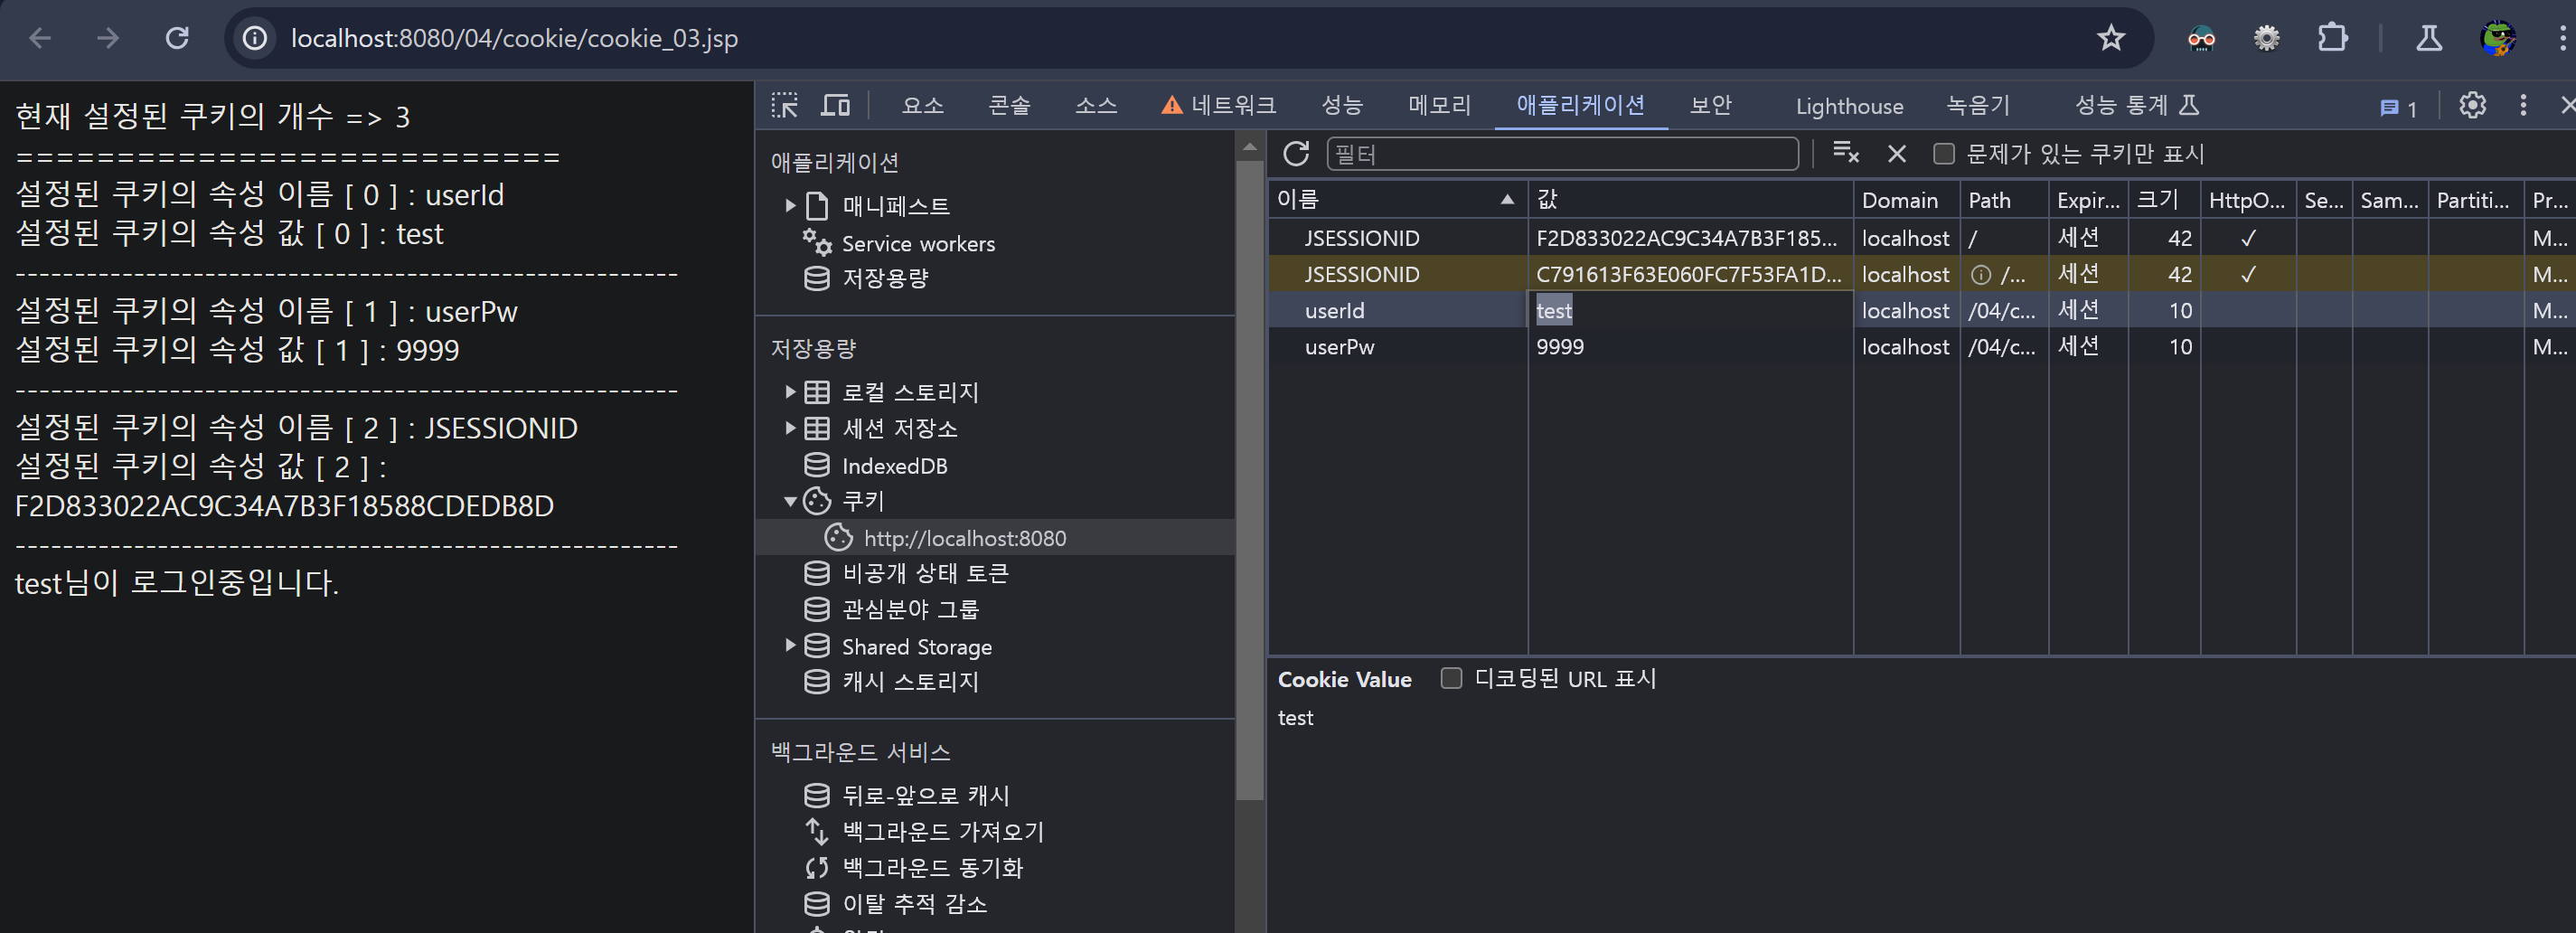 localhost:8080/04/cookie/cookie_03.jsp
현재 설정된 쿠키의 개수 => 3
===========================
설정된 쿠키의 속성 이름 [ 0 ] : userId
설정된 쿠키의 속성 값 [ 0 ] : test
--------------------------------------------------------
설정된 쿠키의 속성 이름 [ 1 ] : userPw
설정된 쿠키의 속성 값 [ 1 ] : 9999
--------------------------------------------------------
설정된 쿠키의 속성 이름 [ 2 ] : JSESSIONID
설정된 쿠키의 속성 값 [ 2 ] :
F2D833022AC9C34A7B3F18588CDEDB8D
--------------------------------------------------------
test님이 로그인중입니다.
요소 콘솔 소스 네트워크 성능 메모리 애플리케이션 보안 Lighthouse 녹음기 성능 통계 1
애플리케이션
매니페스트
Service workers
저장용량
저장용량
로컬 스토리지
세션 저장소
IndexedDB
쿠키
http://localhost:8080
비공개 상태 토큰
관심분야 그룹
Shared Storage
캐시 스토리지
백그라운드 서비스
뒤로-앞으로 캐시
백그라운드 가져오기
백그라운드 동기화
이탈 추적 감소
필터 문제가 있는 쿠키만 표시
이름 값 Domain Path Expir... 크기 HttpO... Se... Sam... Partiti... Pr...
JSESSIONID F2D833022AC9C34A7B3F185... localhost / 세션 42 ✓ M...
JSESSIONID C791613F63E060FC7F53FA1D... localhost /... 세션 42 ✓ M...
userId test localhost /04/c... 세션 10 M...
userPw 9999 localhost /04/c... 세션 10 M...
Cookie Value 디코딩된 URL 표시
test